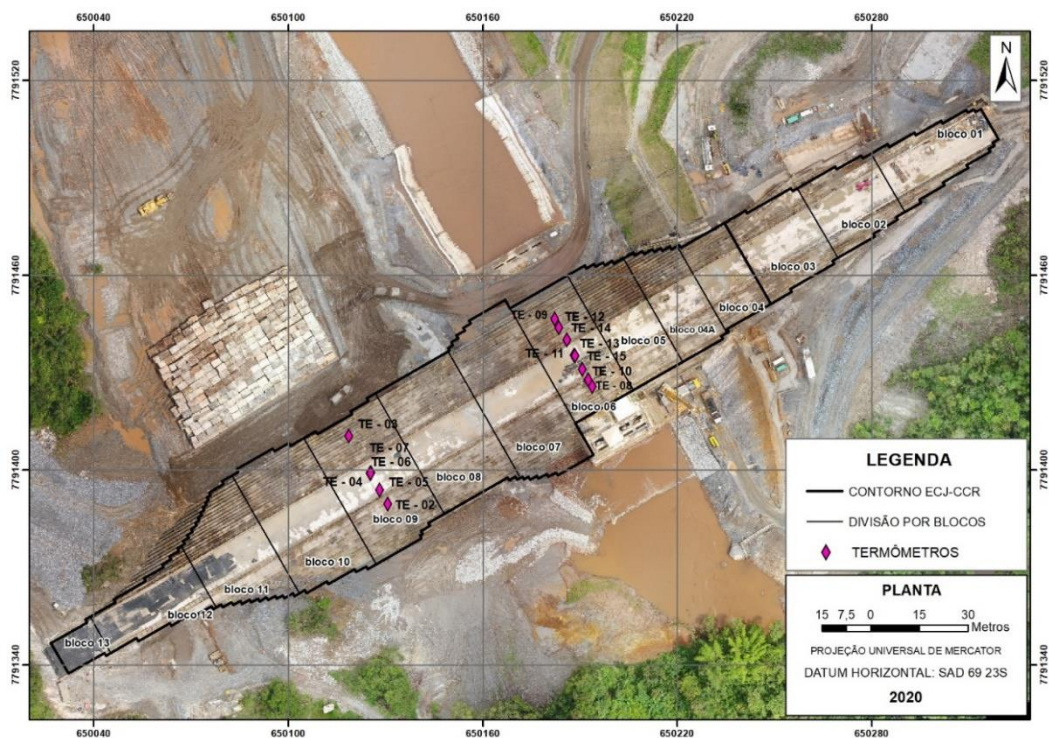 650040 650100 650160 650220 650280
7791520 7791520
N
bloco 01
bloco 02
bloco 03
7791460 7791460
bloco 04
TE - 09 TE - 12
TE - 14
bloco 04A
bloco 05
TE - 13
TE - 11 TE - 15
TE - 10
TE - 08
bloco 06
TE - 03
TE - 07
bloco 07
7791400 7791400
TE - 06
TE - 04 TE - 05
bloco 08
TE - 02
bloco 09
bloco 10
bloco 11
bloco 12
bloco 13
7791340 7791340
LEGENDA
CONTORNO ECJ-CCR
DIVISÃO POR BLOCOS
TERMÔMETROS
PLANTA
15 7,5 0 15 30
Metros
PROJEÇÃO UNIVERSAL DE MERCATOR
DATUM HORIZONTAL: SAD 69 23S
2020
650040 650100 650160 650220 650280